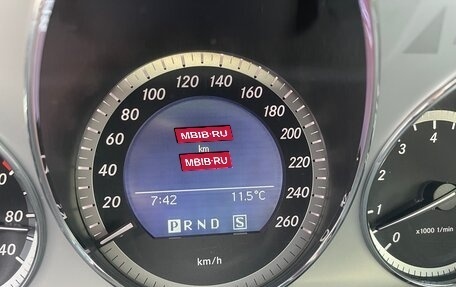 120 140
100 160
80 180
60 200
40 220
20 240
260
MBIB·RU
km
MBIB·RU
7:42 11.5°C
P R N D S
km/h
80
40
4
3
2
1
0
x1000 1/min